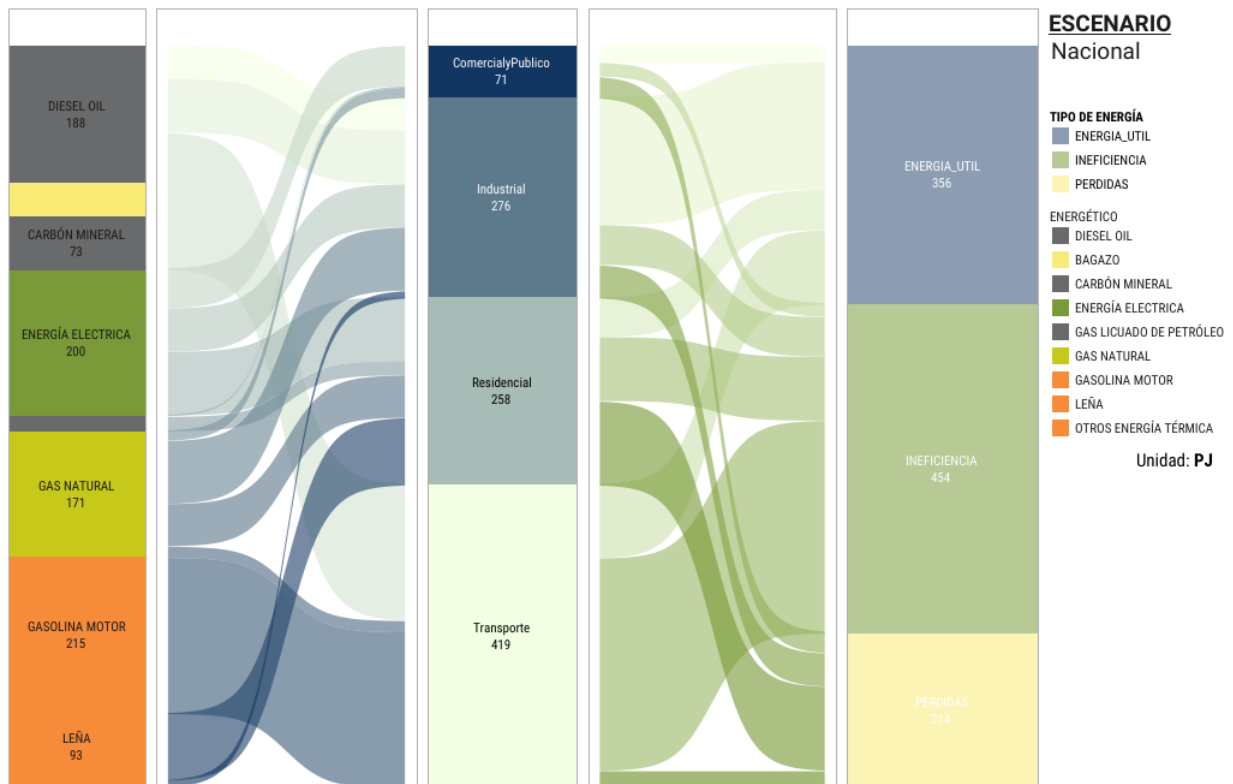 DIESEL OIL
188
CARBÓN MINERAL
73
ENERGÍA ELECTRICA
200
GAS NATURAL
171
GASOLINA MOTOR
215
LEÑA
93
ComercialyPublico
71
Industrial
276
Residencial
258
Transporte
419
ENERGIA_UTIL
356
INEFICIENCIA
454
PERDIDAS
214
ESCENARIO
Nacional
TIPO DE ENERGÍA
ENERGIA_UTIL
INEFICIENCIA
PERDIDAS
ENERGÉTICO
DIESEL OIL
BAGAZO
CARBÓN MINERAL
ENERGÍA ELECTRICA
GAS LICUADO DE PETRÓLEO
GAS NATURAL
GASOLINA MOTOR
LEÑA
OTROS ENERGÍA TÉRMICA
Unidad: PJ